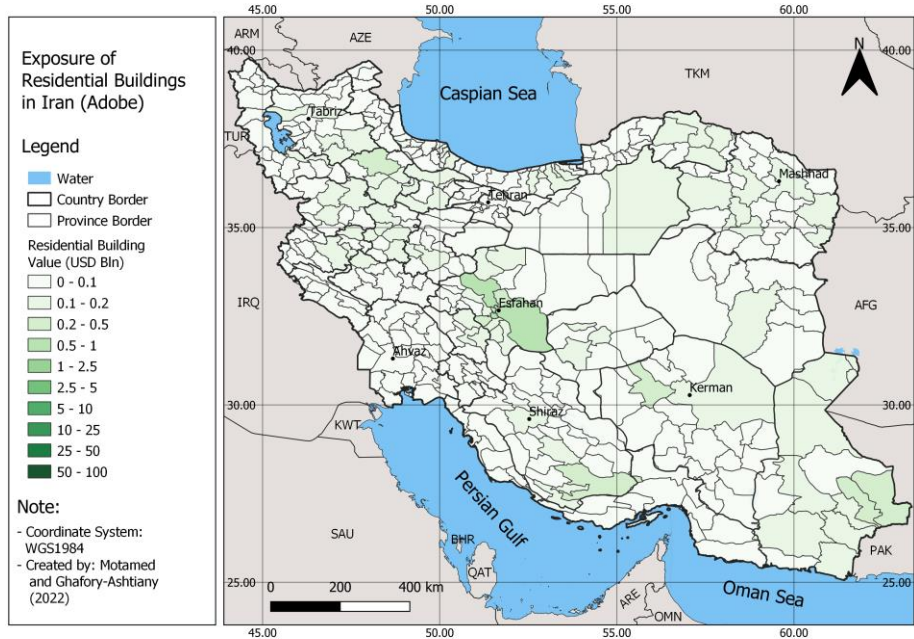 Exposure of
Residential Buildings
in Iran (Adobe)
Legend
Water
Country Border
Province Border
Residential Building
Value (USD Bln)
0 - 0.1
0.1 - 0.2
0.2 - 0.5
0.5 - 1
1 - 2.5
2.5 - 5
5 - 10
10 - 25
25 - 50
50 - 100
Note:
- Coordinate System:
WGS1984
- Created by: Motamed
and Ghafory-Ashtiany
(2022)
45.00 50.00 55.00 60.00
ARM AZE
40.00 40.00
N
TKM
Caspian Sea
Tabriz
TUR
Mashhad
Tehran
35.00 35.00
IRQ Esfahan AFG
Ahvaz
Kerman
30.00 30.00
Shiraz
KWT
Persian Gulf
SAU BHR PAK
QAT
25.00 25.00
ARE
Oman Sea
0 200 400 km
OMN
45.00 50.00 55.00 60.00